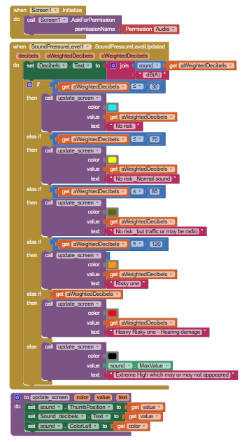 when Screen1 .Initialize
do call Screen1 .AskForPermission
permissionName Permission Audio
when SoundPressureLevel1 .SoundPressureLevelUpdated
decibels aWeightedDecibels
do set Decibels . Text to join round get aWeightedDecibels
" dB(W) "
if get aWeightedDecibels ≤ 30
then call update_screen
color
value get aWeightedDecibels
text " No risk "
else if get aWeightedDecibels ≤ 70
then call update_screen
color
value get aWeightedDecibels
text " No risk , Normal sound "
else if get aWeightedDecibels ≤ 85
then call update_screen
color
value get aWeightedDecibels
text " No risk , but traffic or may be radio "
else if get aWeightedDecibels 120
then call update_screen
color
value get aWeightedDecibels
text " Risky one "
else if get aWeightedDecibels
then call update_screen
color
value get aWeightedDecibels
text " Heavy Risky one - Hearing damage "
else call update_screen
color
value sound . MaxValue
text " Extreme High which may or may not appeared "
to update_screen color value text
do set sound . ThumbPosition to get value
set Sound_decibels . Text to get value
set sound . ColorLeft to get color